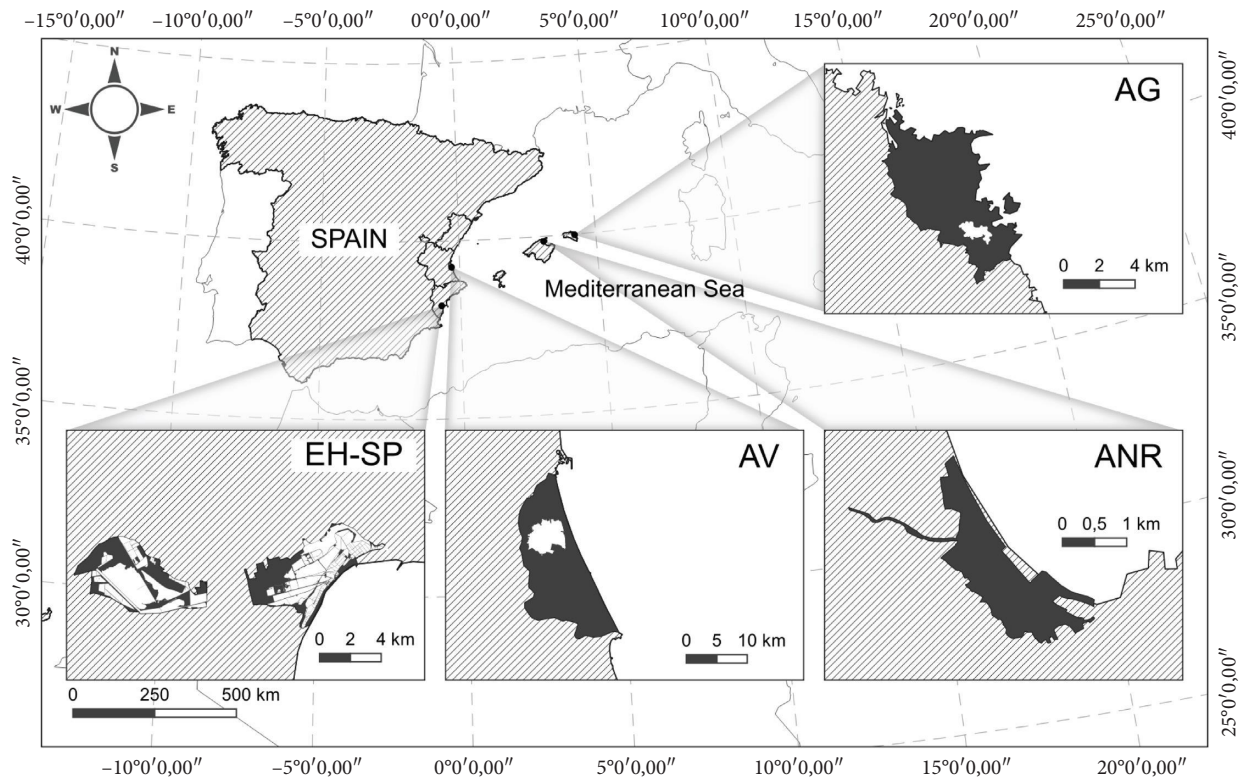 −15°0′0,00″ −10°0′0,00″ −5°0′0,00″ 0°0′0,00″ 5°0′0,00″ 10°0′0,00″ 15°0′0,00″ 20°0′0,00″ 25°0′0,00″
N
W E
S
AG
0 2 4 km
SPAIN
Mediterranean Sea
40°0′0,00″
35°0′0,00″
30°0′0,00″
40°0′0,00″
35°0′0,00″
30°0′0,00″
25°0′0,00″
EH-SP
0 2 4 km
AV
0 5 10 km
ANR
0 0,5 1 km
0 250 500 km
−10°0′0,00″ −5°0′0,00″ 0°0′0,00″ 5°0′0,00″ 10°0′0,00″ 15°0′0,00″ 20°0′0,00″